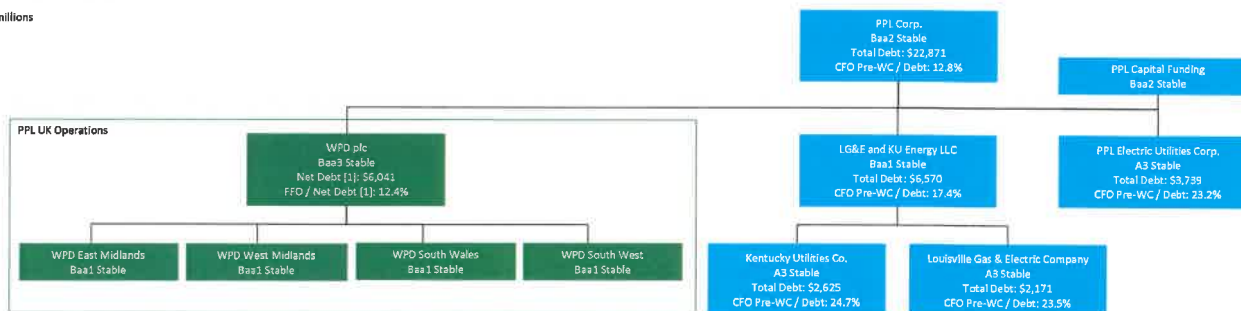 millions
PPL Corp.
Baa2 Stable
Total Debt: $22,871
CFO Pre-WC / Debt: 12.8%
PPL Capital Funding
Baa2 Stable
PPL UK Operations
WPD plc
Baa3 Stable
Net Debt [1]: $6,041
FFO / Net Debt [1]: 12.4%
LG&E and KU Energy LLC
Baa1 Stable
Total Debt: $6,570
CFO Pre-WC / Debt: 17.4%
PPL Electric Utilities Corp.
A3 Stable
Total Debt: $3,739
CFO Pre-WC / Debt: 23.2%
WPD East Midlands
Baa1 Stable
WPD West Midlands
Baa1 Stable
WPD South Wales
Baa1 Stable
WPD South West
Baa1 Stable
Kentucky Utilities Co.
A3 Stable
Total Debt: $2,625
CFO Pre-WC / Debt: 24.7%
Louisville Gas & Electric Company
A3 Stable
Total Debt: $2,171
CFO Pre-WC / Debt: 23.5%